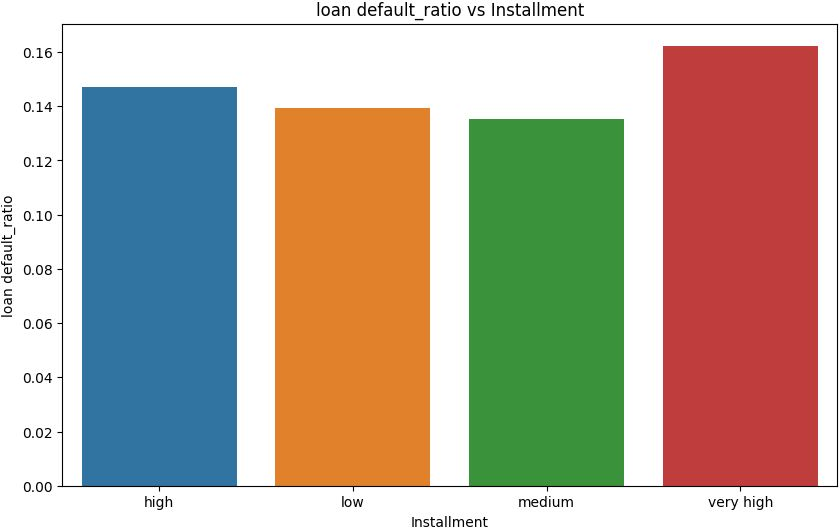 loan default_ratio vs Installment
loan default_ratio
0.16
0.14
0.12
0.10
0.08
0.06
0.04
0.02
0.00
high low medium very high
Installment